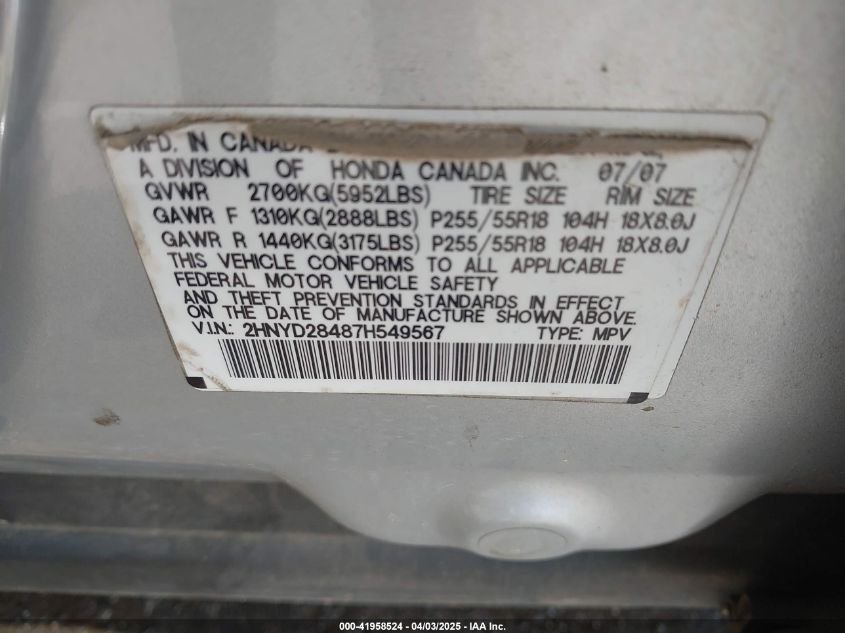 MFD. IN CANADA
A DIVISION OF HONDA CANADA INC. 07/07
GVWR 2700KG(5952LBS) TIRE SIZE RIM SIZE
GAWR F 1310KG(2888LBS) P255/55R18 104H 18X8.0J
GAWR R 1440KG(3175LBS) P255/55R18 104H 18X8.0J
THIS VEHICLE CONFORMS TO ALL APPLICABLE
FEDERAL MOTOR VEHICLE SAFETY
AND THEFT PREVENTION STANDARDS IN EFFECT
ON THE DATE OF MANUFACTURE SHOWN ABOVE.
V.I.N.: 2HNYD28487H549567 TYPE: MPV
000-41958524 | 04/03/2025 - IAA Inc.